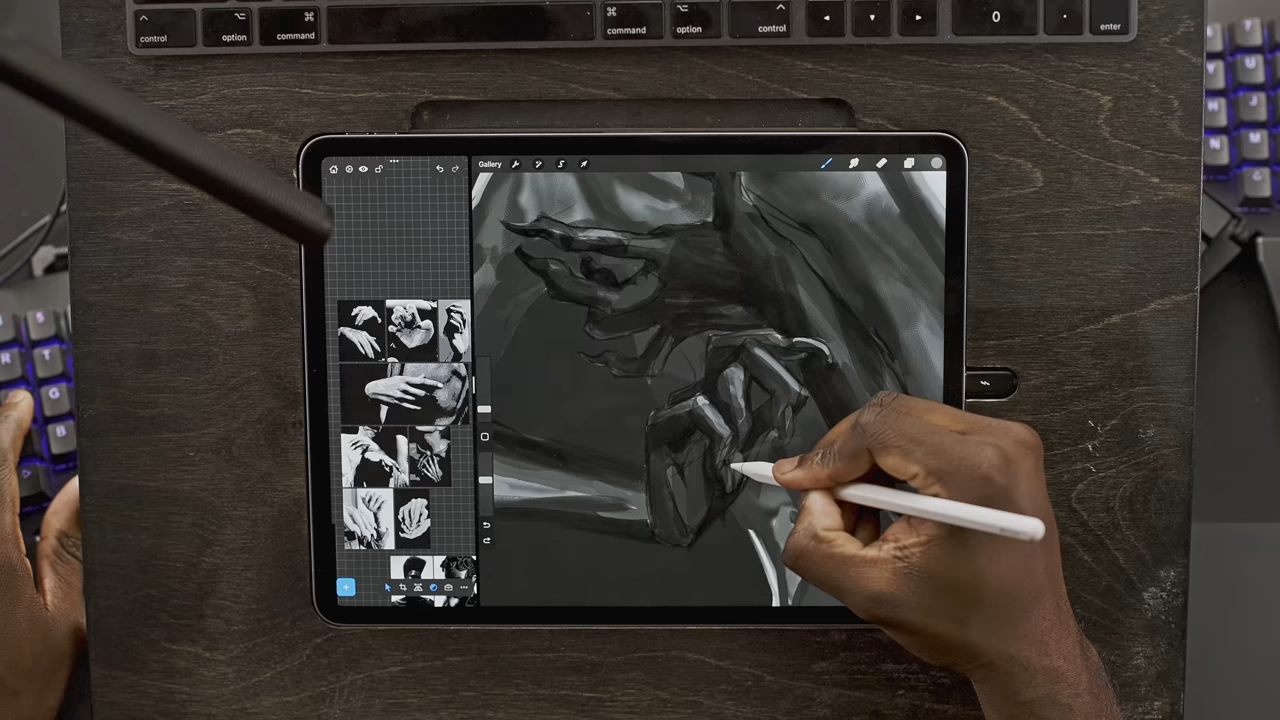 control
option
⌘
command
⌘
command
option
control
0
.
enter
T
Y
U
H
J
N
M
Gallery
S
R
T
G
B